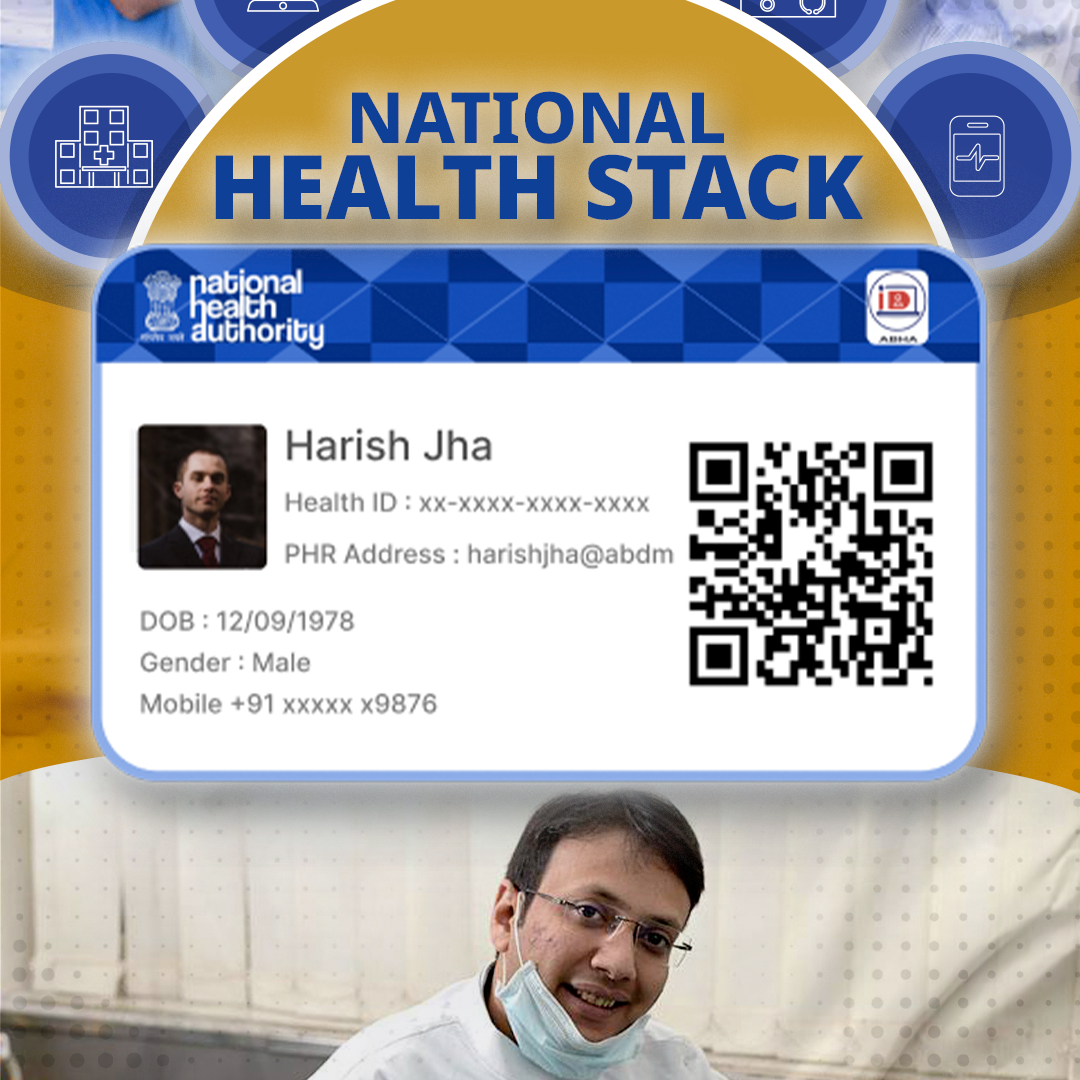 NATIONAL
HEALTH STACK
national
health
authority
ABHA
Harish Jha
Health ID : xx-xxxx-xxxx-xxxx
PHR Address : harishjha@abdm
DOB : 12/09/1978
Gender : Male
Mobile +91 xxxxx x9876